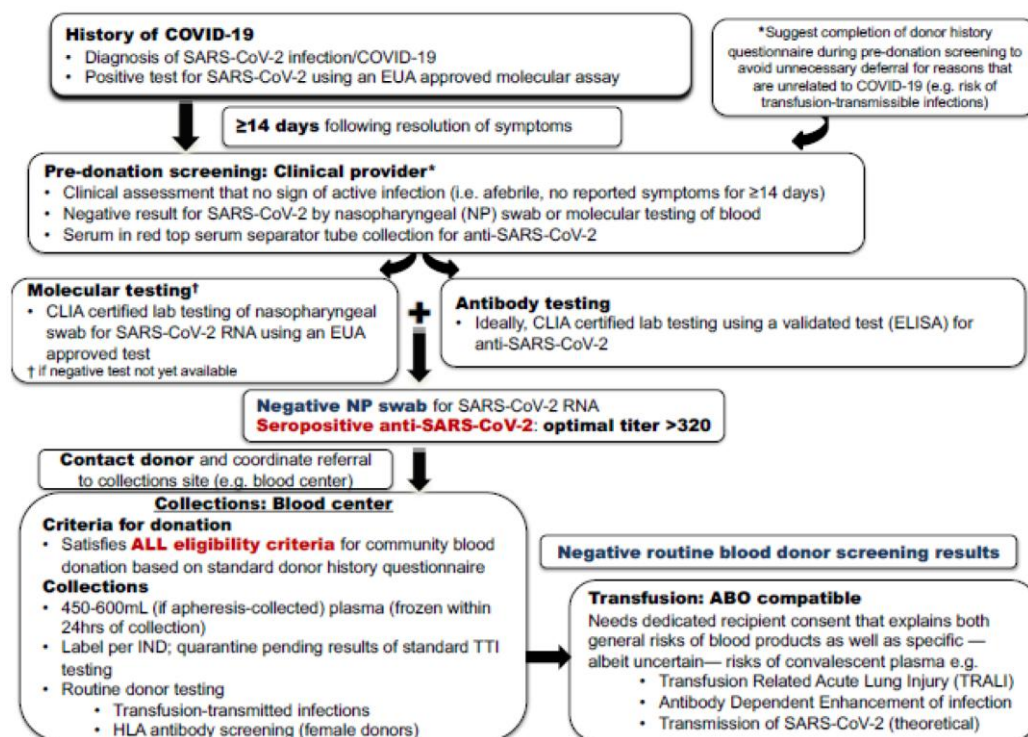 History of COVID-19
• Diagnosis of SARS-CoV-2 infection/COVID-19
• Positive test for SARS-CoV-2 using an EUA approved molecular assay
*Suggest completion of donor history
questionnaire during pre-donation screening to
avoid unnecessary deferral for reasons that
are unrelated to COVID-19 (e.g. risk of
transfusion-transmissible infections)
≥14 days following resolution of symptoms
Pre-donation screening: Clinical provider*
• Clinical assessment that no sign of active infection (i.e. afebrile, no reported symptoms for ≥14 days)
• Negative result for SARS-CoV-2 by nasopharyngeal (NP) swab or molecular testing of blood
• Serum in red top serum separator tube collection for anti-SARS-CoV-2
Molecular testing†
• CLIA certified lab testing of nasopharyngeal
swab for SARS-CoV-2 RNA using an EUA
approved test
† if negative test not yet available
+
Antibody testing
• Ideally, CLIA certified lab testing using a validated test (ELISA) for
anti-SARS-CoV-2
Negative NP swab for SARS-CoV-2 RNA
Seropositive anti-SARS-CoV-2: optimal titer >320
Contact donor and coordinate referral
to collections site (e.g. blood center)
Collections: Blood center
Criteria for donation
• Satisfies ALL eligibility criteria for community blood
donation based on standard donor history questionnaire
Collections
• 450-600mL (if apheresis-collected) plasma (frozen within
24hrs of collection)
• Label per IND; quarantine pending results of standard TTI
testing
• Routine donor testing
• Transfusion-transmitted infections
• HLA antibody screening (female donors)
Negative routine blood donor screening results
Transfusion: ABO compatible
Needs dedicated recipient consent that explains both
general risks of blood products as well as specific —
albeit uncertain— risks of convalescent plasma e.g.
• Transfusion Related Acute Lung Injury (TRALI)
• Antibody Dependent Enhancement of infection
• Transmission of SARS-CoV-2 (theoretical)